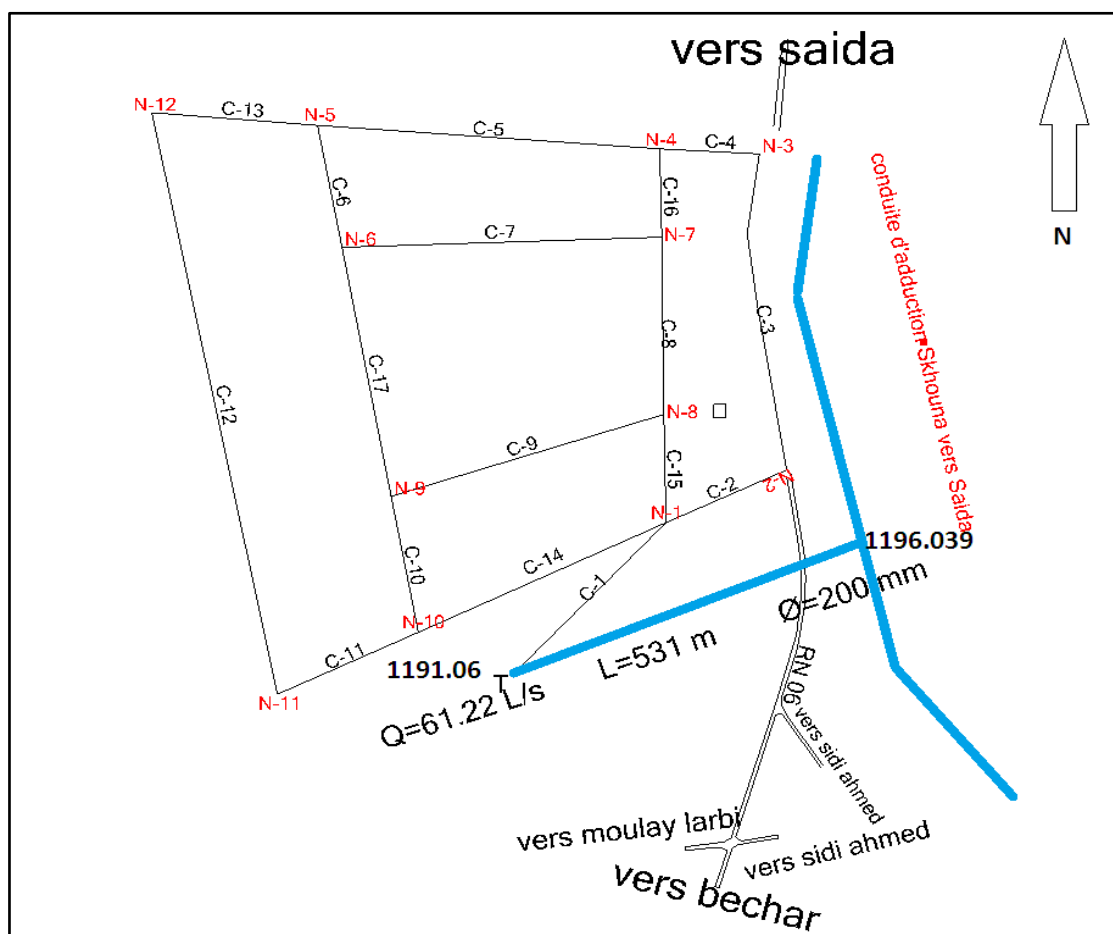 vers saida
N-12
C-13
N-5
C-5
N-4
C-4
N-3
C-6
C-16
N-6
C-7
N-7
N
conduite d'adduction Skhouna vers Saida
C-3
C-8
C-17
C-12
N-8
C-9
C-15
N-9
C-2
N-2
N-1
C-14
C-10
C-1
1196.039
Ø=200 mm
N-10
C-11
L=531 m
1191.06
T
N-11
Q=61.22 L/s
RN 06
vers sidi ahmed
vers moulay larbi
vers sidi ahmed
vers bechar